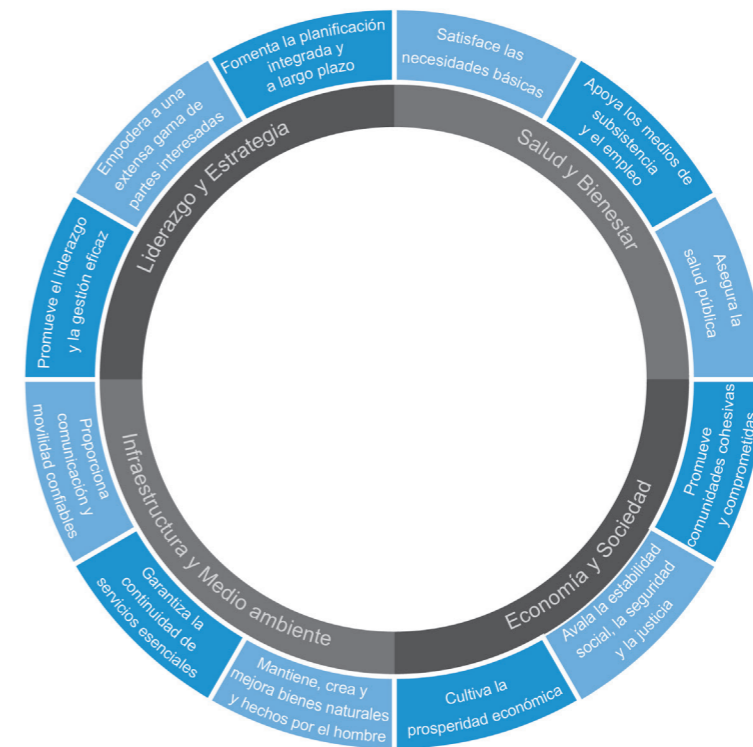 Satisface las
necesidades básicas
Apoya los medios de
subsistencia
y el empleo
Asegura la
salud pública
Promueve
comunidades cohesivas
y comprometidas
Avala la estabilidad
social, la seguridad
y la justicia
Cultiva la
prosperidad económica
Mantiene, crea y
mejora bienes naturales
y hechos por el hombre
Garantiza la
continuidad de
servicios esenciales
Proporciona
comunicación y
movilidad confiables
Promueve el liderazgo
y la gestión eficaz
Empodera a una
extensa gama de
partes interesadas
Fomenta la planificación
integrada y
a largo plazo
Salud y Bienestar
Economía y Sociedad
Infraestructura y Medio ambiente
Liderazgo y Estrategia